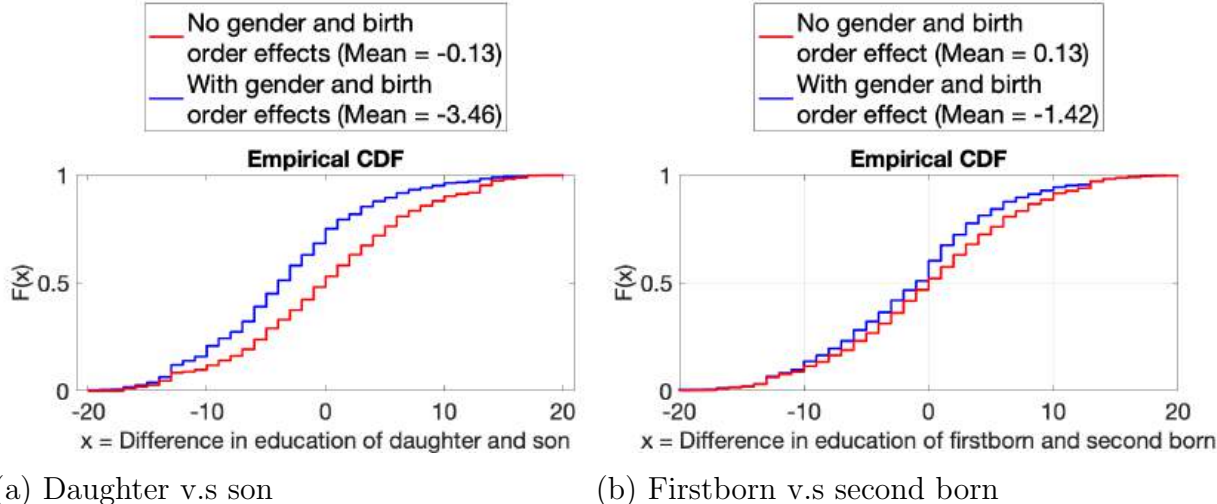 No gender and birth
order effects (Mean = -0.13)
With gender and birth
order effects (Mean = -3.46)
Empirical CDF
1
0.5
0
F(x)
-20 -10 0 10 20
x = Difference in education of daughter and son
(a) Daughter v.s son
No gender and birth
order effect (Mean = 0.13)
With gender and birth
order effect (Mean = -1.42)
Empirical CDF
1
0.5
0
F(x)
-20 -10 0 10 20
x = Difference in education of firstborn and second born
(b) Firstborn v.s second born